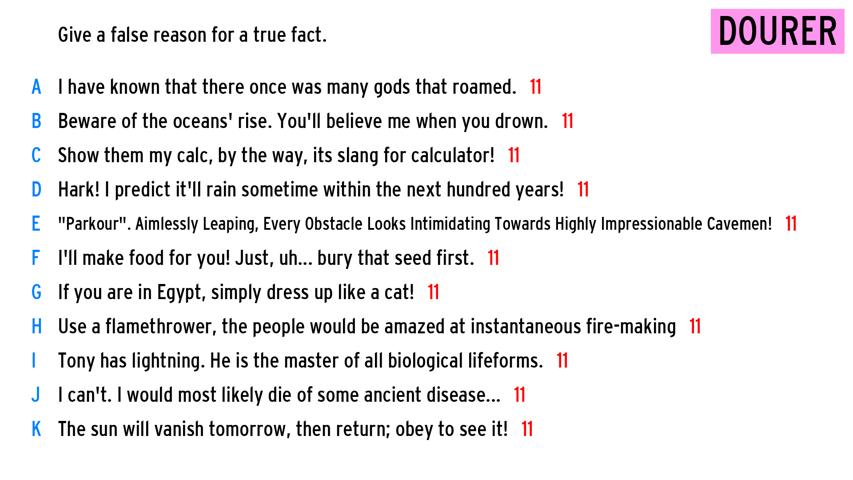 Give a false reason for a true fact.
DOURER
A I have known that there once was many gods that roamed. 11
B Beware of the oceans' rise. You'll believe me when you drown. 11
C Show them my calc, by the way, its slang for calculator! 11
D Hark! I predict it'll rain sometime within the next hundred years! 11
E "Parkour". Aimlessly Leaping, Every Obstacle Looks Intimidating Towards Highly Impressionable Cavemen! 11
F I'll make food for you! Just, uh... bury that seed first. 11
G If you are in Egypt, simply dress up like a cat! 11
H Use a flamethrower, the people would be amazed at instantaneous fire-making 11
I Tony has lightning. He is the master of all biological lifeforms. 11
J I can't. I would most likely die of some ancient disease... 11
K The sun will vanish tomorrow, then return; obey to see it! 11